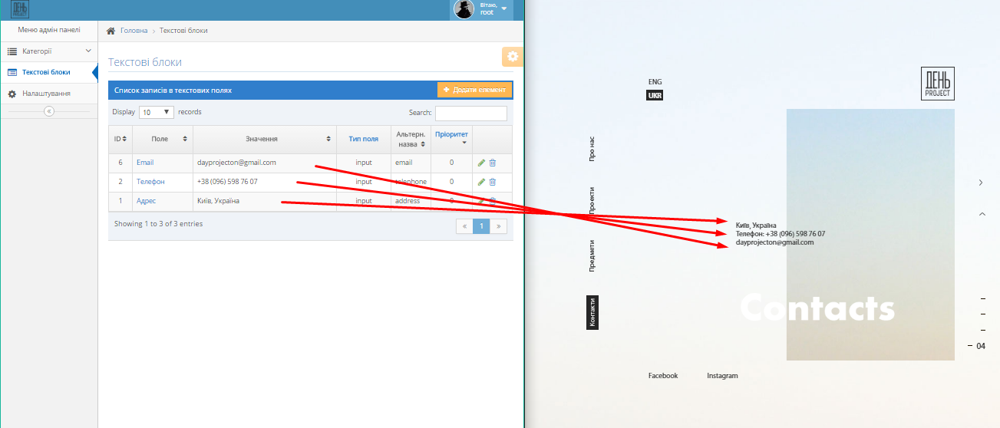 ДЕНЬ
PROJECT
Вітаю,
root
Меню адмін панелі
Категорії
Текстові блоки
Налаштування
Головна › Текстові блоки
Текстові блоки
Список записів в текстових полях
Додати елемент
Display 10 records
Search:
ID Поле Значення Тип поля Альтерн. назва Пріоритет
6 Email dayprojecton@gmail.com input email 0
2 Телефон +38 (096) 598 76 07 input telephone 0
1 Адрес Київ, Україна input address 0
Showing 1 to 3 of 3 entries
« 1 »
ENG
UKR
ДЕНЬ
PROJECT
Про нас
Проекти
Предмети
Контакти
Київ, Україна
Телефон: +38 (096) 598 76 07
dayprojecton@gmail.com
Contacts
04
Facebook
Instagram